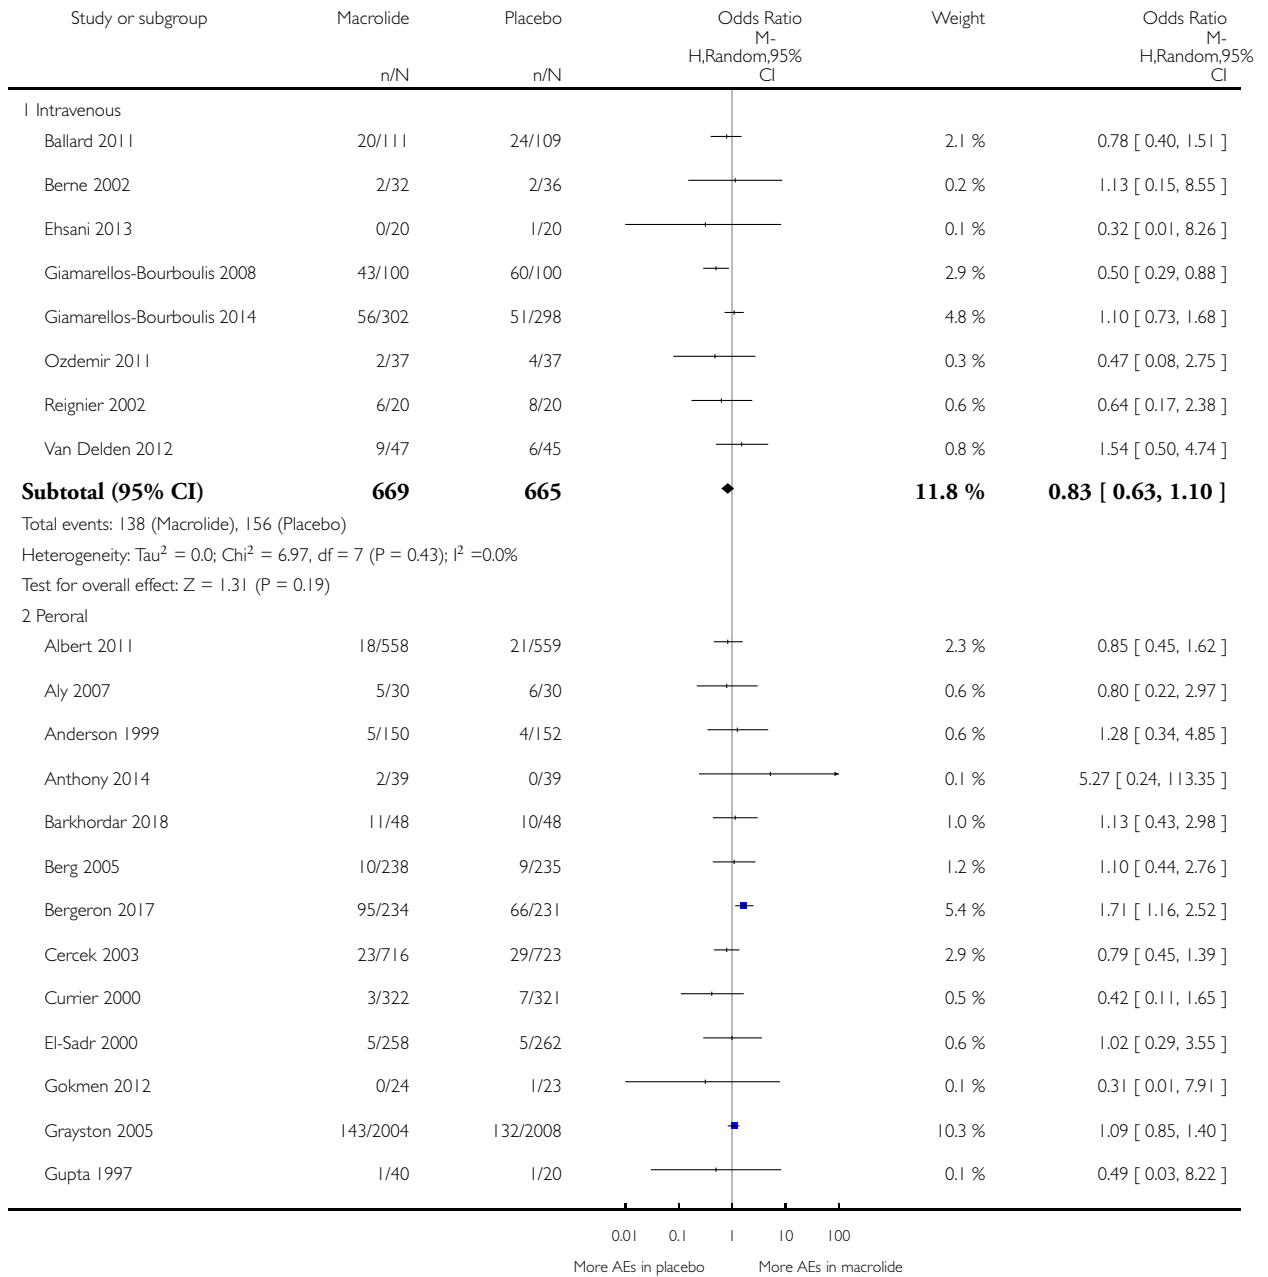 Study or subgroup Macrolide Placebo Odds Ratio Weight Odds Ratio
M- M-
H,Random,95% H,Random,95%
n/N n/N CI CI
1 Intravenous
Ballard 2011 20/111 24/109 2.1 % 0.78 [ 0.40, 1.51 ]
Berne 2002 2/32 2/36 0.2 % 1.13 [ 0.15, 8.55 ]
Ehsani 2013 0/20 1/20 0.1 % 0.32 [ 0.01, 8.26 ]
Giamarellos-Bourboulis 2008 43/100 60/100 2.9 % 0.50 [ 0.29, 0.88 ]
Giamarellos-Bourboulis 2014 56/302 51/298 4.8 % 1.10 [ 0.73, 1.68 ]
Ozdemir 2011 2/37 4/37 0.3 % 0.47 [ 0.08, 2.75 ]
Reignier 2002 6/20 8/20 0.6 % 0.64 [ 0.17, 2.38 ]
Van Delden 2012 9/47 6/45 0.8 % 1.54 [ 0.50, 4.74 ]
Subtotal (95% CI) 669 665 11.8 % 0.83 [ 0.63, 1.10 ]
Total events: 138 (Macrolide), 156 (Placebo)
Heterogeneity: Tau² = 0.0; Chi² = 6.97, df = 7 (P = 0.43); I² =0.0%
Test for overall effect: Z = 1.31 (P = 0.19)
2 Peroral
Albert 2011 18/558 21/559 2.3 % 0.85 [ 0.45, 1.62 ]
Aly 2007 5/30 6/30 0.6 % 0.80 [ 0.22, 2.97 ]
Anderson 1999 5/150 4/152 0.6 % 1.28 [ 0.34, 4.85 ]
Anthony 2014 2/39 0/39 0.1 % 5.27 [ 0.24, 113.35 ]
Barkhordar 2018 11/48 10/48 1.0 % 1.13 [ 0.43, 2.98 ]
Berg 2005 10/238 9/235 1.2 % 1.10 [ 0.44, 2.76 ]
Bergeron 2017 95/234 66/231 5.4 % 1.71 [ 1.16, 2.52 ]
Cercek 2003 23/716 29/723 2.9 % 0.79 [ 0.45, 1.39 ]
Currier 2000 3/322 7/321 0.5 % 0.42 [ 0.11, 1.65 ]
El-Sadr 2000 5/258 5/262 0.6 % 1.02 [ 0.29, 3.55 ]
Gokmen 2012 0/24 1/23 0.1 % 0.31 [ 0.01, 7.91 ]
Grayston 2005 143/2004 132/2008 10.3 % 1.09 [ 0.85, 1.40 ]
Gupta 1997 1/40 1/20 0.1 % 0.49 [ 0.03, 8.22 ]
0.01 0.1 1 10 100
More AEs in placebo More AEs in macrolide